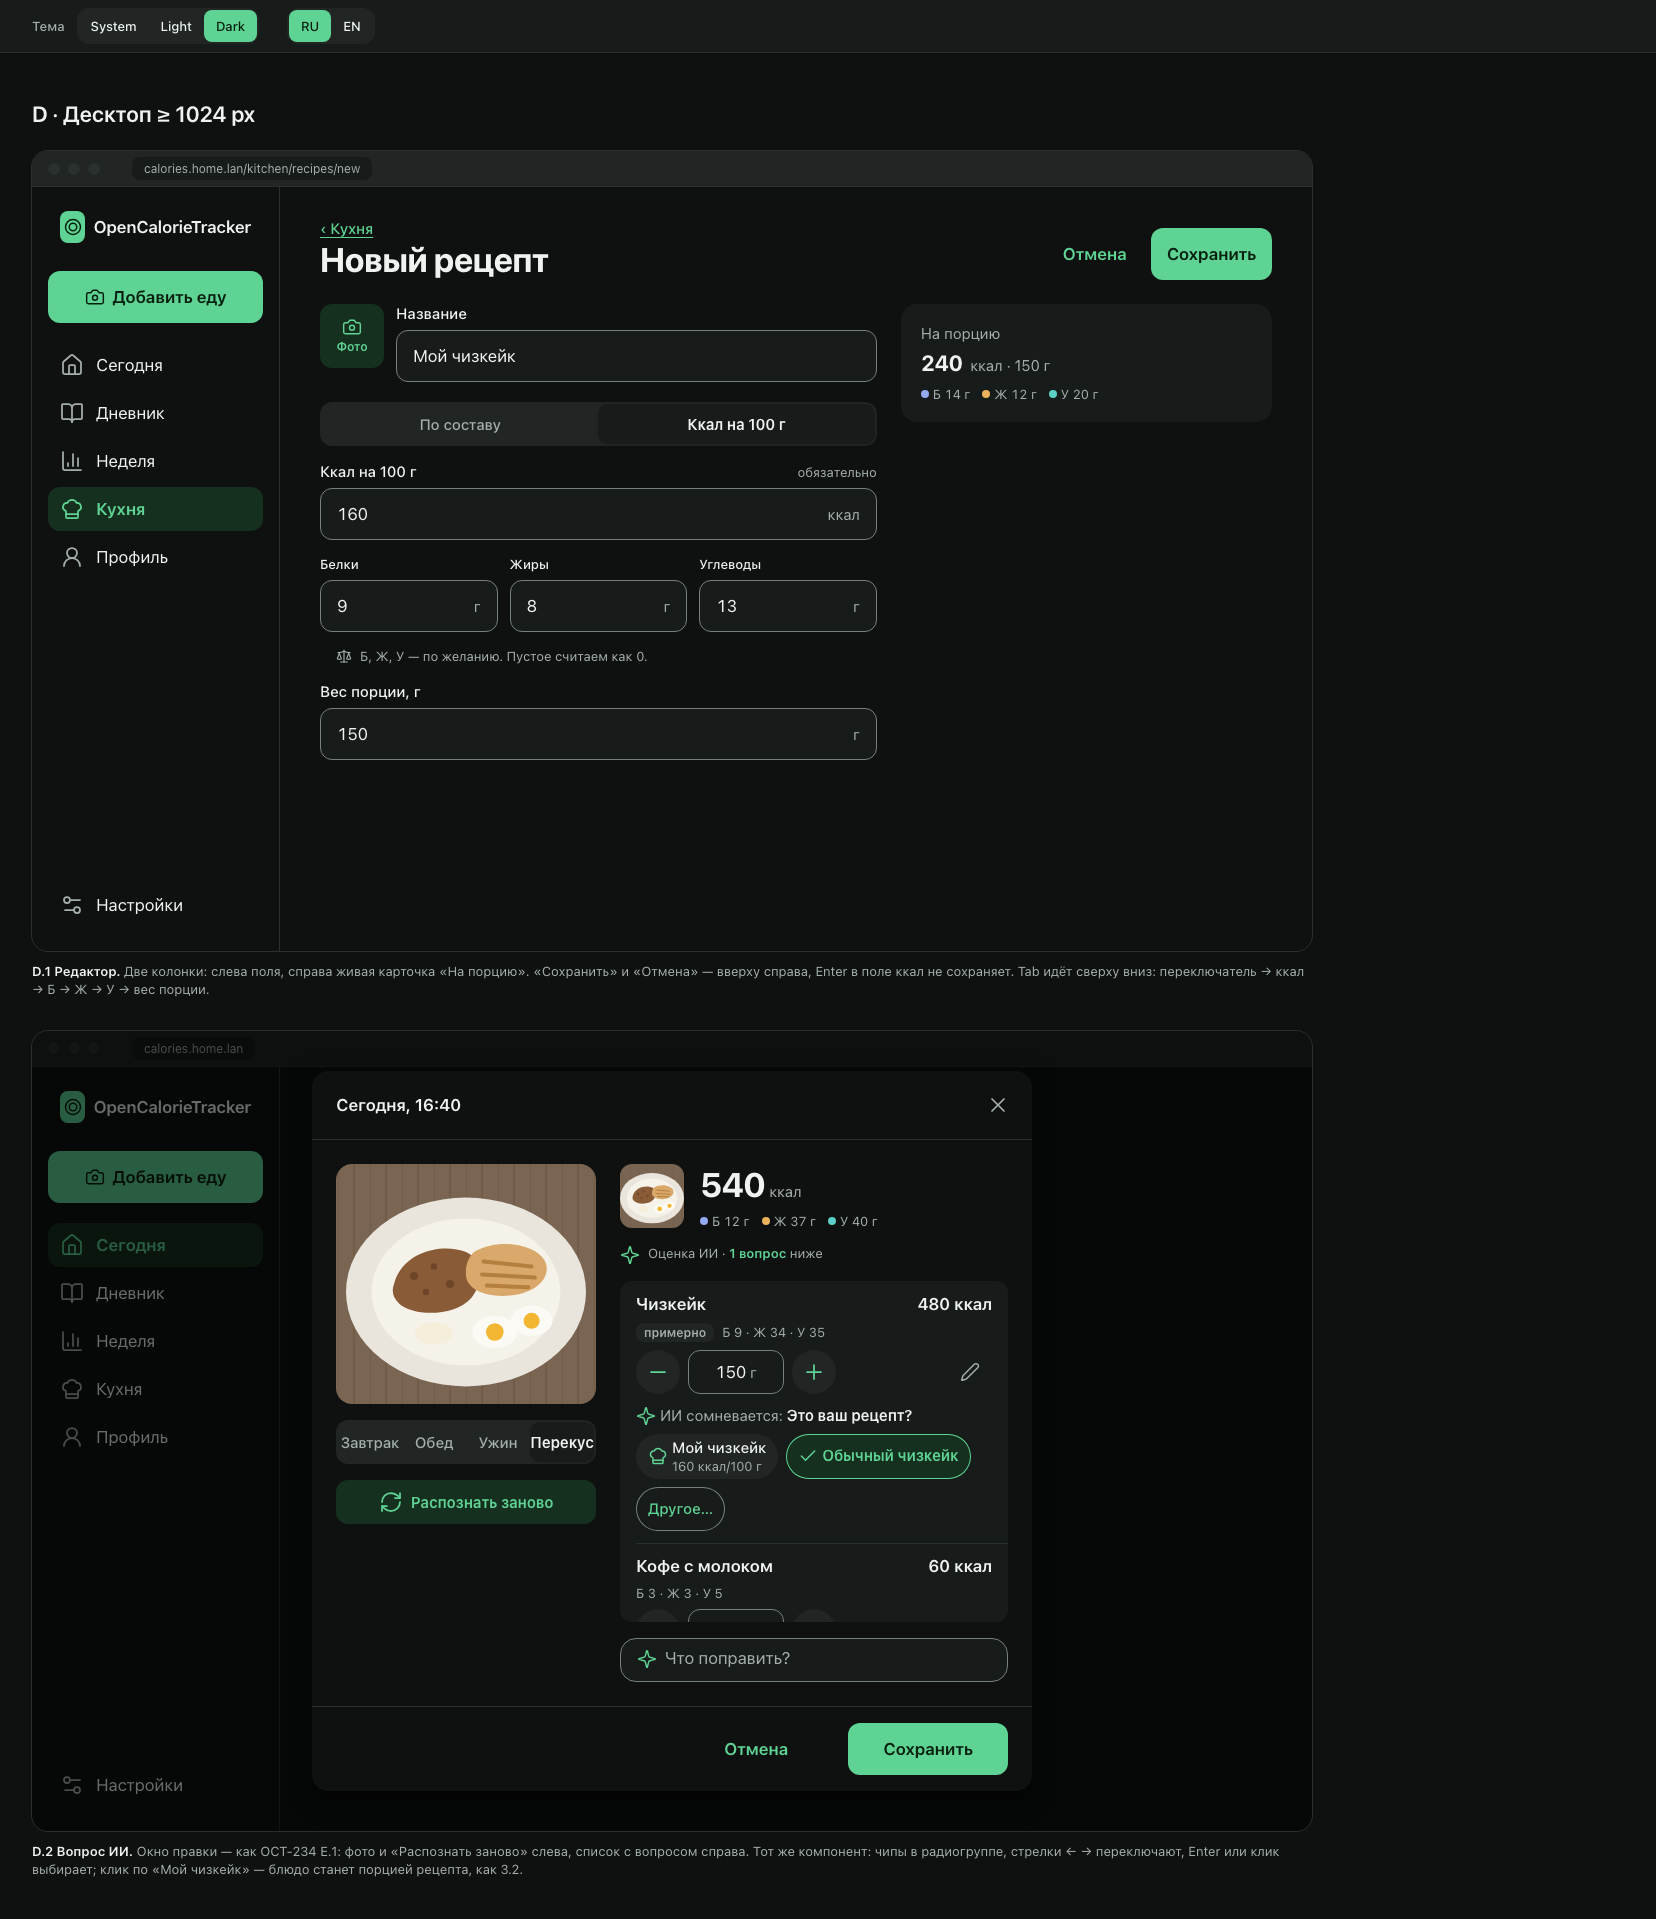 Тема System Light Dark RU EN
D · Десктоп ≥ 1024 px
calories.home.lan/kitchen/recipes/new
OpenCalorieTracker
Добавить еду
Сегодня
Дневник
Неделя
Кухня
Профиль
Настройки
‹ Кухня
Новый рецепт
Отмена Сохранить
Фото
Название
Мой чизкейк
По составу Ккал на 100 г
Ккал на 100 г обязательно
160 ккал
Белки Жиры Углеводы
9 г 8 г 13 г
Б, Ж, У — по желанию. Пустое считаем как 0.
Вес порции, г
150 г
На порцию
240 ккал · 150 г
Б 14 г Ж 12 г У 20 г
D.1 Редактор. Две колонки: слева поля, справа живая карточка «На порцию». «Сохранить» и «Отмена» — вверху справа, Enter в поле ккал не сохраняет. Tab идёт сверху вниз: переключатель → ккал
→ Б → Ж → У → вес порции.
calories.home.lan
OpenCalorieTracker
Добавить еду
Сегодня
Дневник
Неделя
Кухня
Профиль
Настройки
Сегодня, 16:40
Завтрак Обед Ужин Перекус
Распознать заново
540 ккал
Б 12 г Ж 37 г У 40 г
Оценка ИИ · 1 вопрос ниже
Чизкейк 480 ккал
примерно Б 9 · Ж 34 · У 35
150 г
ИИ сомневается: Это ваш рецепт?
Мой чизкейк
160 ккал/100 г
Обычный чизкейк
Другое...
Кофе с молоком 60 ккал
Б 3 · Ж 3 · У 5
Что поправить?
Отмена Сохранить
D.2 Вопрос ИИ. Окно правки — как ОСТ-234 E.1: фото и «Распознать заново» слева, список с вопросом справа. Тот же компонент: чипы в радиогруппе, стрелки ← → переключают, Enter или клик
выбирает; клик по «Мой чизкейк» — блюдо станет порцией рецепта, как 3.2.